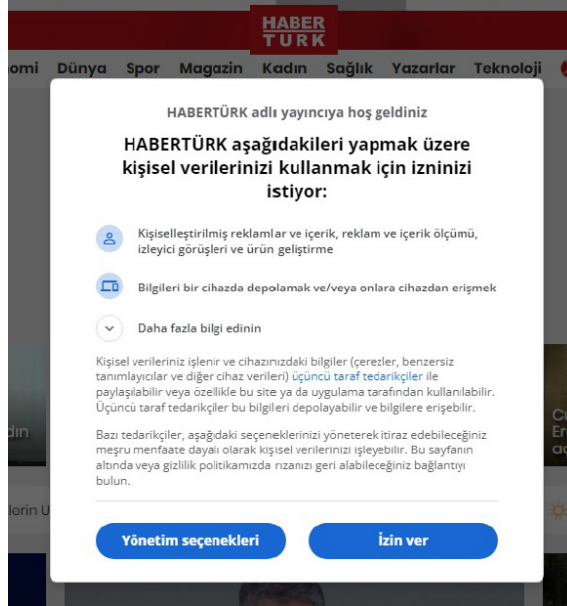 HABER
TÜRK
omi Dünya Spor Magazin Kadın Sağlık Yazarlar Teknoloji
HABERTÜRK adlı yayıncıya hoş geldiniz
HABERTÜRK aşağıdakileri yapmak üzere
kişisel verilerinizi kullanmak için izninizi
istiyor:
Kişiselleştirilmiş reklamlar ve içerik, reklam ve içerik ölçümü,
izleyici görüşleri ve ürün geliştirme
Bilgileri bir cihazda depolamak ve/veya onlara cihazdan erişmek
Daha fazla bilgi edinin
Kişisel verileriniz işlenir ve cihazınızdaki bilgiler (çerezler, benzersiz
tanımlayıcılar ve diğer cihaz verileri) üçüncü taraf tedarikçiler ile
paylaşılabilir veya özellikle bu site ya da uygulama tarafından kullanılabilir.
Üçüncü taraf tedarikçiler bu bilgileri depolayabilir ve bilgilere erişebilir.
Bazı tedarikçiler, aşağıdaki seçeneklerinizi yöneterek itiraz edebileceğiniz
meşru menfaate dayalı olarak kişisel verilerinizi işleyebilir. Bu sayfanın
altında veya gizlilik politikamızda rızanızı geri alabileceğiniz bağlantıyı
bulun.
lerin U
Yönetim seçenekleri İzin ver